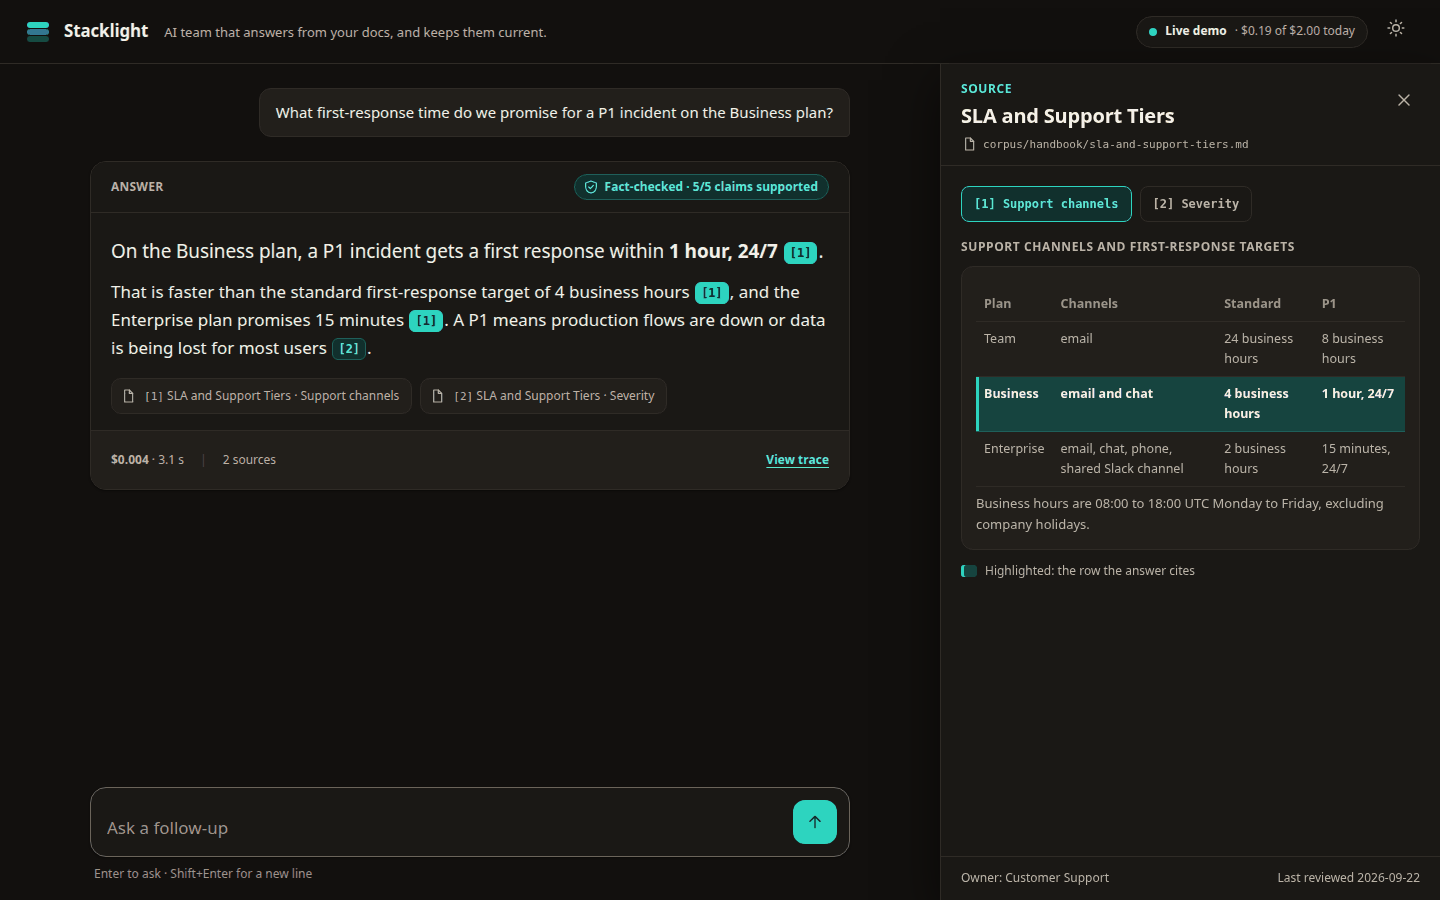 Stacklight
AI team that answers from your docs, and keeps them current.
Live demo · $0.19 of $2.00 today
What first-response time do we promise for a P1 incident on the Business plan?
ANSWER
Fact-checked · 5/5 claims supported
On the Business plan, a P1 incident gets a first response within 1 hour, 24/7 [1].
That is faster than the standard first-response target of 4 business hours [1], and the
Enterprise plan promises 15 minutes [1]. A P1 means production flows are down or data
is being lost for most users [2].
[1] SLA and Support Tiers · Support channels
[2] SLA and Support Tiers · Severity
$0.004 · 3.1 s | 2 sources
View trace
Ask a follow-up
Enter to ask · Shift+Enter for a new line
SOURCE
SLA and Support Tiers
corpus/handbook/sla-and-support-tiers.md
[1] Support channels
[2] Severity
SUPPORT CHANNELS AND FIRST-RESPONSE TARGETS
Plan Channels Standard P1
Team email 24 business hours 8 business hours
Business email and chat 4 business hours 1 hour, 24/7
Enterprise email, chat, phone, shared Slack channel 2 business hours 15 minutes, 24/7
Business hours are 08:00 to 18:00 UTC Monday to Friday, excluding
company holidays.
Highlighted: the row the answer cites
Owner: Customer Support
Last reviewed 2026-09-22